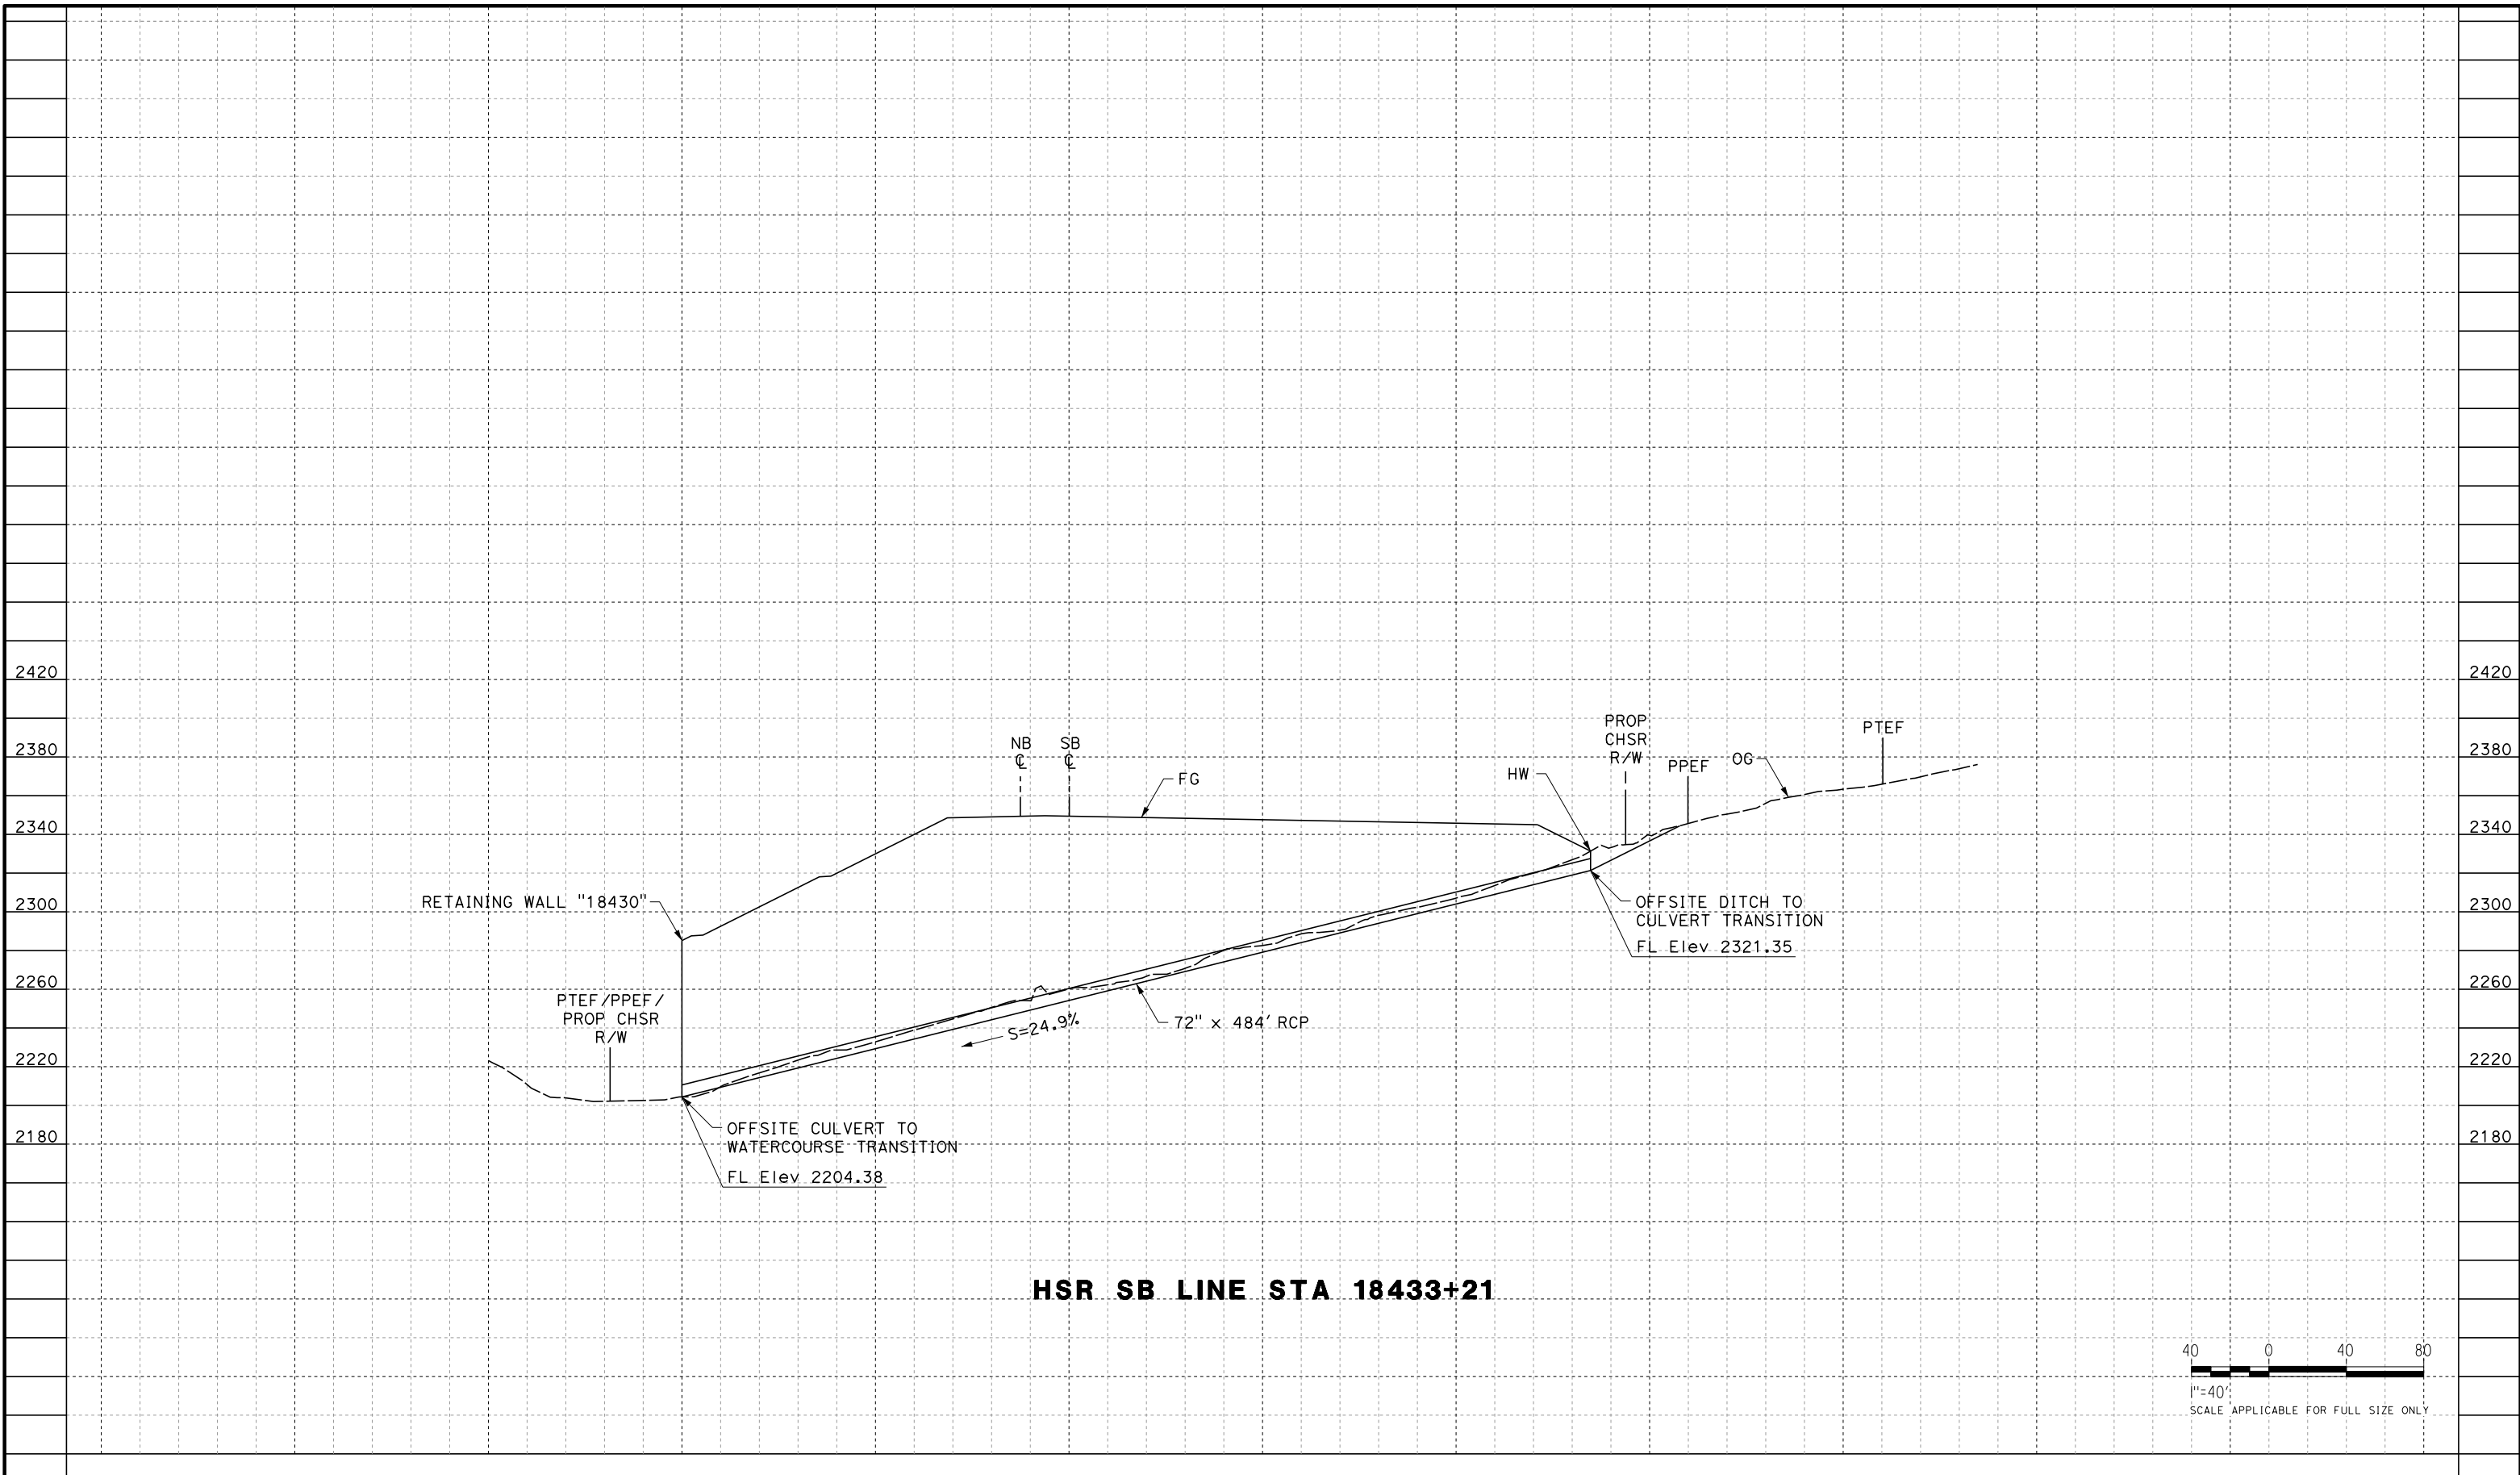 2420
2420
2380
2380
2340
2340
2300
2300
2260
2260
2220
2220
2180
2180
NB
℄
SB
℄
FG
HW
PROP
CHSR
R/W
PPEF
OG
PTEF
RETAINING WALL "18430"
OFFSITE DITCH TO
CULVERT TRANSITION
FL Elev 2321.35
PTEF/PPEF/
PROP CHSR
R/W
S=24.9%
72" x 484' RCP
OFFSITE CULVERT TO
WATERCOURSE TRANSITION
FL Elev 2204.38
HSR SB LINE STA 18433+21
40 0 40 80
1"=40'
SCALE APPLICABLE FOR FULL SIZE ONLY